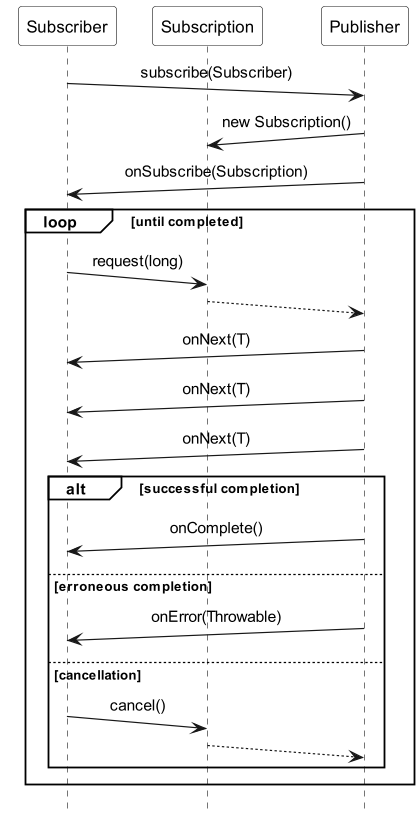 Subscriber Subscription Publisher
subscribe(Subscriber)
new Subscription()
onSubscribe(Subscription)
loop [until completed]
request(long)
onNext(T)
onNext(T)
onNext(T)
alt [successful completion]
onComplete()
[erroneous completion]
onError(Throwable)
[cancellation]
cancel()